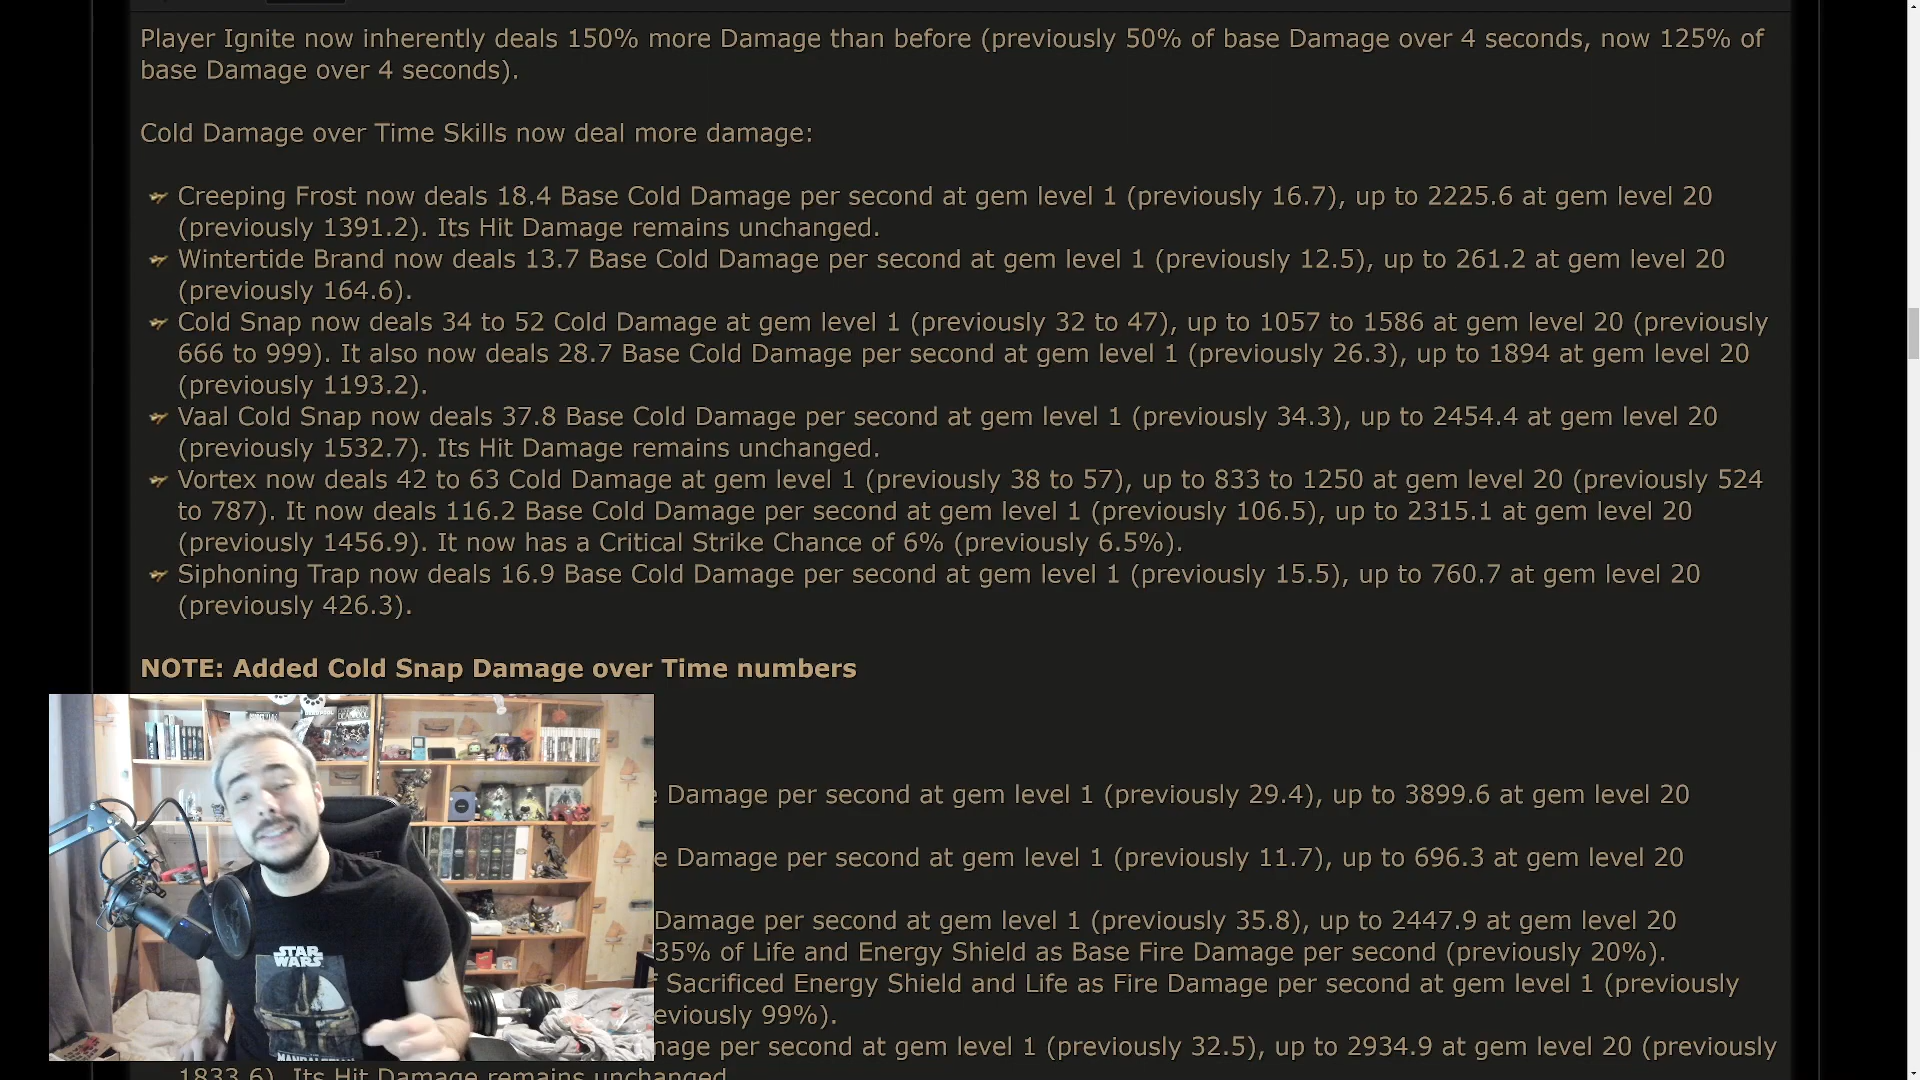 Player Ignite now inherently deals 150% more Damage than before (previously 50% of base Damage over 4 seconds, now 125% of
base Damage over 4 seconds).
Cold Damage over Time Skills now deal more damage:
Creeping Frost now deals 18.4 Base Cold Damage per second at gem level 1 (previously 16.7), up to 2225.6 at gem level 20
(previously 1391.2). Its Hit Damage remains unchanged.
Wintertide Brand now deals 13.7 Base Cold Damage per second at gem level 1 (previously 12.5), up to 261.2 at gem level 20
(previously 164.6).
Cold Snap now deals 34 to 52 Cold Damage at gem level 1 (previously 32 to 47), up to 1057 to 1586 at gem level 20 (previously
666 to 999). It also now deals 28.7 Base Cold Damage per second at gem level 1 (previously 26.3), up to 1894 at gem level 20
(previously 1193.2).
Vaal Cold Snap now deals 37.8 Base Cold Damage per second at gem level 1 (previously 34.3), up to 2454.4 at gem level 20
(previously 1532.7). Its Hit Damage remains unchanged.
Vortex now deals 42 to 63 Cold Damage at gem level 1 (previously 38 to 57), up to 833 to 1250 at gem level 20 (previously 524
to 787). It now deals 116.2 Base Cold Damage per second at gem level 1 (previously 106.5), up to 2315.1 at gem level 20
(previously 1456.9). It now has a Critical Strike Chance of 6% (previously 6.5%).
Siphoning Trap now deals 16.9 Base Cold Damage per second at gem level 1 (previously 15.5), up to 760.7 at gem level 20
(previously 426.3).
NOTE: Added Cold Snap Damage over Time numbers
Damage per second at gem level 1 (previously 29.4), up to 3899.6 at gem level 20
e Damage per second at gem level 1 (previously 11.7), up to 696.3 at gem level 20
Damage per second at gem level 1 (previously 35.8), up to 2447.9 at gem level 20
35% of Life and Energy Shield as Base Fire Damage per second (previously 20%).
Sacrificed Energy Shield and Life as Fire Damage per second at gem level 1 (previously
eviously 99%).
mage per second at gem level 1 (previously 32.5), up to 2934.9 at gem level 20 (previously
1833.6). Its Hit Damage remains unchanged.
STAR
WARS
MANDALORIAN